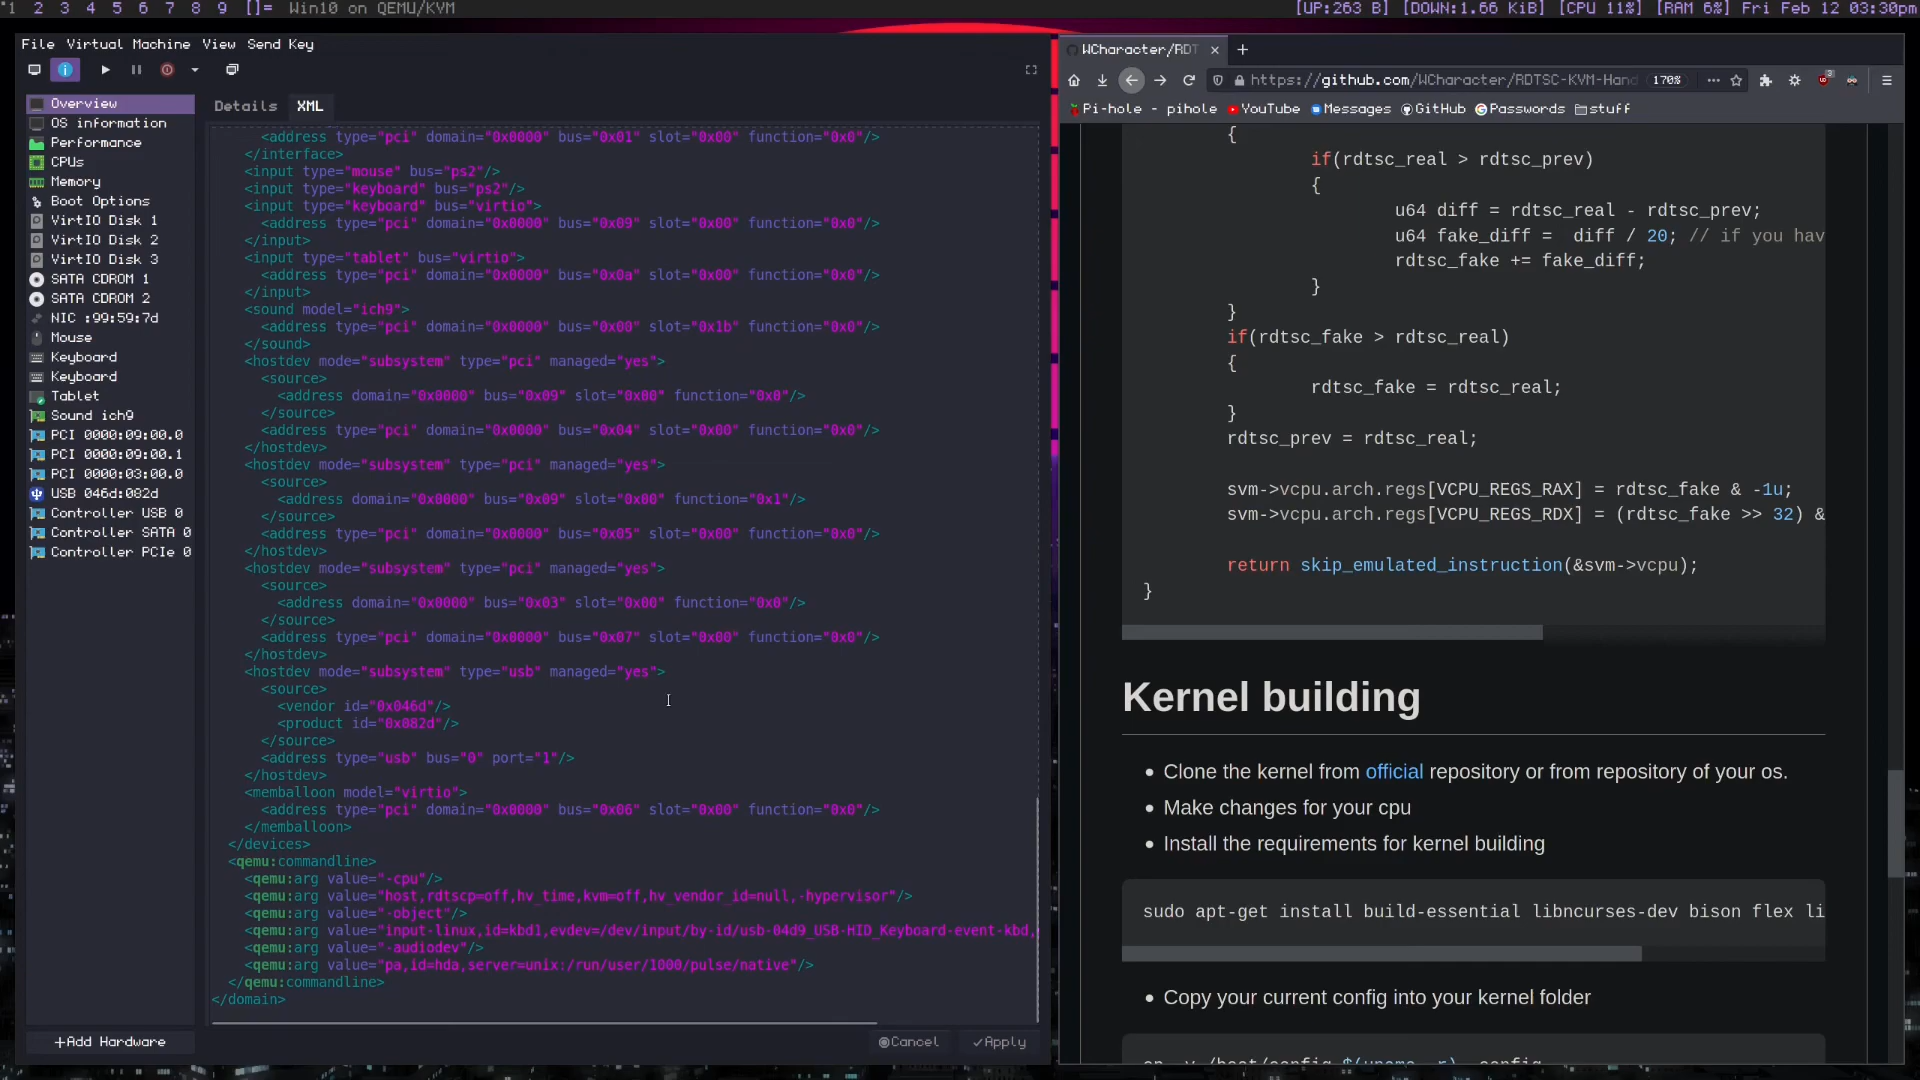 1 2 3 4 5 6 7 8 9 []= Win10 on QEMU/KVM
[UP:263 B] [DOWN:1.66 KiB] [CPU 11%] [RAM 6%] Fri Feb 12 03:30pm
File Virtual Machine View Send Key
Overview
OS information
Performance
CPUs
Memory
Boot Options
VirtIO Disk 1
VirtIO Disk 2
VirtIO Disk 3
SATA CDROM 1
SATA CDROM 2
NIC :99:59:7d
Mouse
Keyboard
Keyboard
Tablet
Sound ich9
PCI 0000:09:00.0
PCI 0000:09:00.1
PCI 0000:03:00.0
USB 046d:082d
Controller USB 0
Controller SATA 0
Controller PCIe 0
+Add Hardware
Details XML
<address type="pci" domain="0x0000" bus="0x01" slot="0x00" function="0x0"/>
</interface>
<input type="mouse" bus="ps2"/>
<input type="keyboard" bus="ps2"/>
<input type="keyboard" bus="virtio">
<address type="pci" domain="0x0000" bus="0x09" slot="0x00" function="0x0"/>
</input>
<input type="tablet" bus="virtio">
<address type="pci" domain="0x0000" bus="0x0a" slot="0x00" function="0x0"/>
</input>
<sound model="ich9">
<address type="pci" domain="0x0000" bus="0x00" slot="0x1b" function="0x0"/>
</sound>
<hostdev mode="subsystem" type="pci" managed="yes">
<source>
<address domain="0x0000" bus="0x09" slot="0x00" function="0x0"/>
</source>
<address type="pci" domain="0x0000" bus="0x04" slot="0x00" function="0x0"/>
</hostdev>
<hostdev mode="subsystem" type="pci" managed="yes">
<source>
<address domain="0x0000" bus="0x09" slot="0x00" function="0x1"/>
</source>
<address type="pci" domain="0x0000" bus="0x05" slot="0x00" function="0x0"/>
</hostdev>
<hostdev mode="subsystem" type="pci" managed="yes">
<source>
<address domain="0x0000" bus="0x03" slot="0x00" function="0x0"/>
</source>
<address type="pci" domain="0x0000" bus="0x07" slot="0x00" function="0x0"/>
</hostdev>
<hostdev mode="subsystem" type="usb" managed="yes">
<source>
<vendor id="0x046d"/>
<product id="0x082d"/>
</source>
<address type="usb" bus="0" port="1"/>
</hostdev>
<memballoon model="virtio">
<address type="pci" domain="0x0000" bus="0x06" slot="0x00" function="0x0"/>
</memballoon>
</devices>
<qemu:commandline>
<qemu:arg value="-cpu"/>
<qemu:arg value="host,rdtscp=off,hv_time,kvm=off,hv_vendor_id=null,-hypervisor"/>
<qemu:arg value="-object"/>
<qemu:arg value="input-linux,id=kbd1,evdev=/dev/input/by-id/usb-04d9_USB-HID_Keyboard-event-kbd,
<qemu:arg value="-audiodev"/>
<qemu:arg value="pa,id=hda,server=unix:/run/user/1000/pulse/native"/>
</qemu:commandline>
</domain>
Cancel Apply
WCharacter/RDT
https://github.com/WCharacter/RDTSC-KVM-Hand 170%
Pi-hole - pihole YouTube Messages GitHub Passwords stuff
{
if(rdtsc_real > rdtsc_prev)
{
u64 diff = rdtsc_real - rdtsc_prev;
u64 fake_diff =  diff / 20; // if you hav
rdtsc_fake += fake_diff;
}
}
if(rdtsc_fake > rdtsc_real)
{
rdtsc_fake = rdtsc_real;
}
rdtsc_prev = rdtsc_real;
svm->vcpu.arch.regs[VCPU_REGS_RAX] = rdtsc_fake & -1u;
svm->vcpu.arch.regs[VCPU_REGS_RDX] = (rdtsc_fake >> 32) &
return skip_emulated_instruction(&svm->vcpu);
}
Kernel building
Clone the kernel from official repository or from repository of your os.
Make changes for your cpu
Install the requirements for kernel building
sudo apt-get install build-essential libncurses-dev bison flex li
Copy your current config into your kernel folder